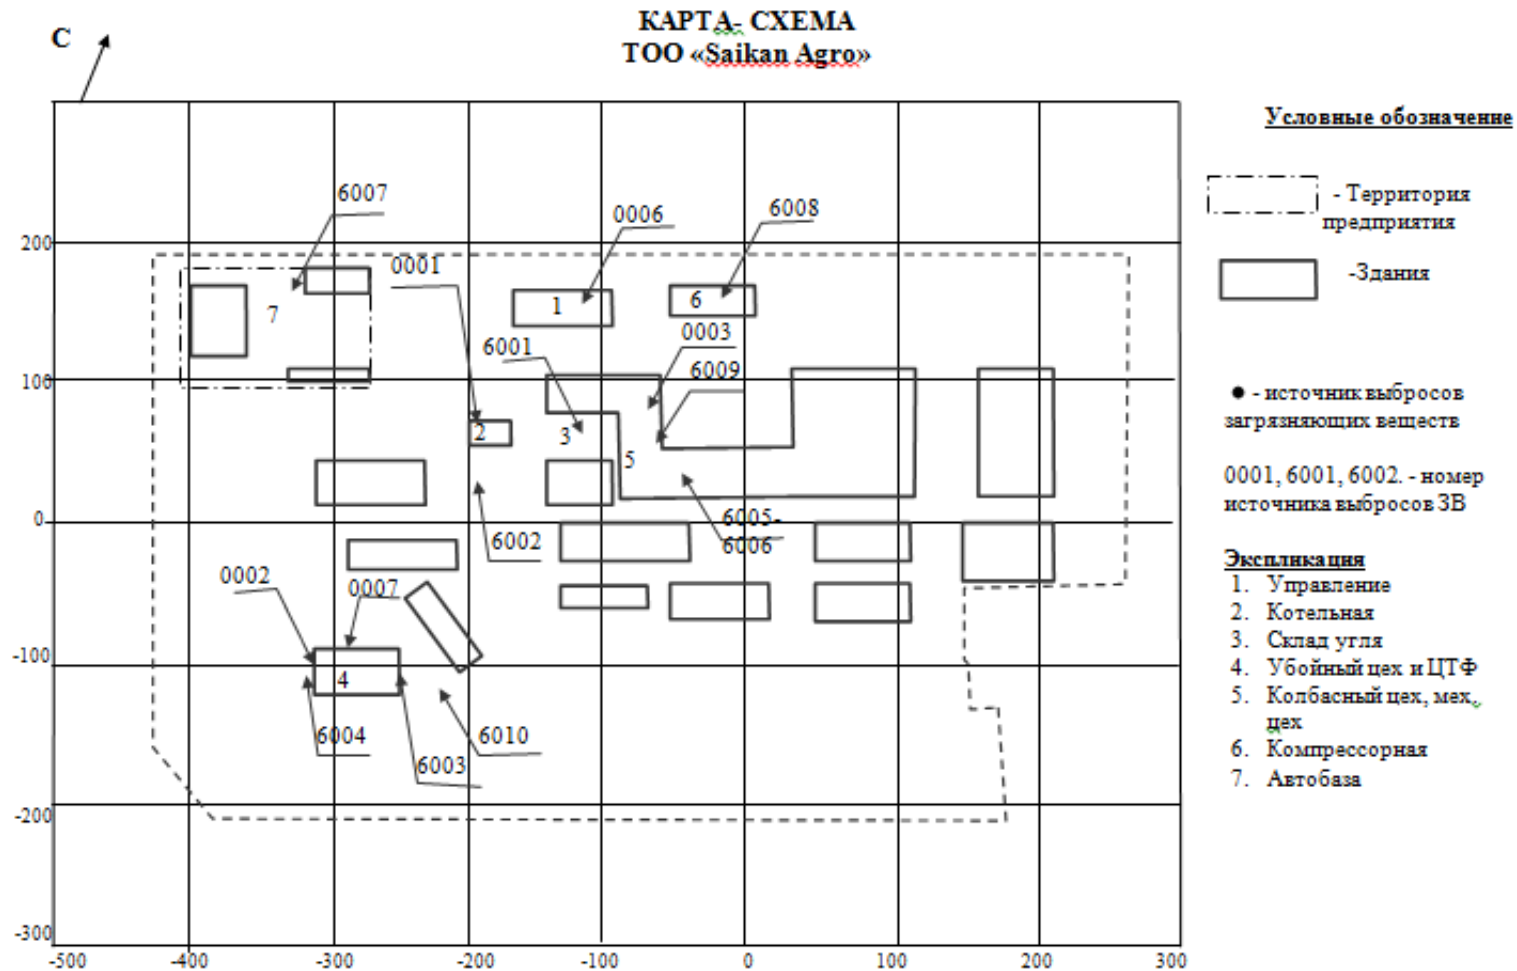 КАРТА- СХЕМА
ТОО «Saikan Agro»
С
Условные обозначение
- Территория
предприятия
-Здания
● - источник выбросов
загрязняющих веществ
0001, 6001, 6002. - номер
источника выбросов ЗВ
Экспликация
1. Управление
2. Котельная
3. Склад угля
4. Убойный цех и ЦТФ
5. Колбасный цех, мех.
цех
6. Компрессорная
7. Автобаза
6007
0006
6008
200
0001
1
6
7
0003
6001
6009
100
2
3
5
0
6005-
6006
6002
0002
0007
-100
4
6004
6010
6003
-200
-300
-500
-400
-300
-200
-100
0
100
200
300